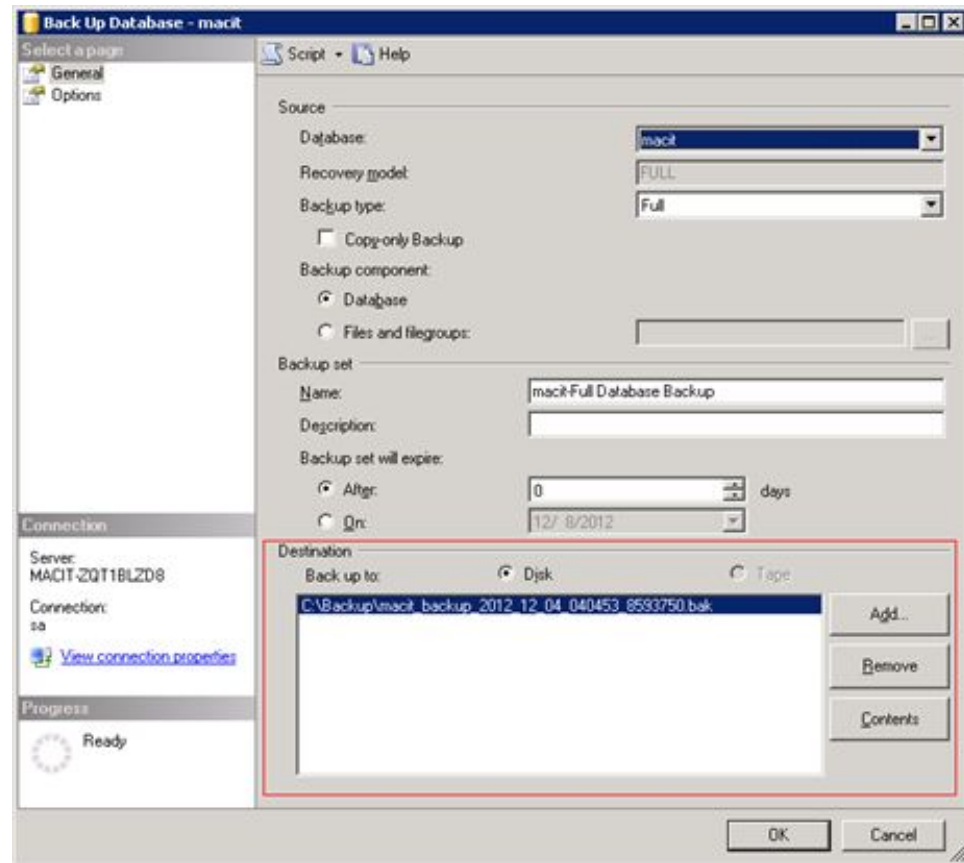 Back Up Database - macit
Select a page
General
Options
Script Help
Source
Database: macit
Recovery model: FULL
Backup type: Full
Copy-only Backup
Backup component:
Database
Files and filegroups: ...
Backup set
Name: macit-Full Database Backup
Description:
Backup set will expire:
After: 0 days
On: 12/ 8/2012
Connection
Server:
MACIT-ZQT1BLZD8
Connection:
sa
View connection properties
Progress
Ready
Destination
Back up to: Disk Tape
C:\Backup\macit_backup_2012_12_04_040453_8593750.bak
Add...
Remove
Contents
OK Cancel